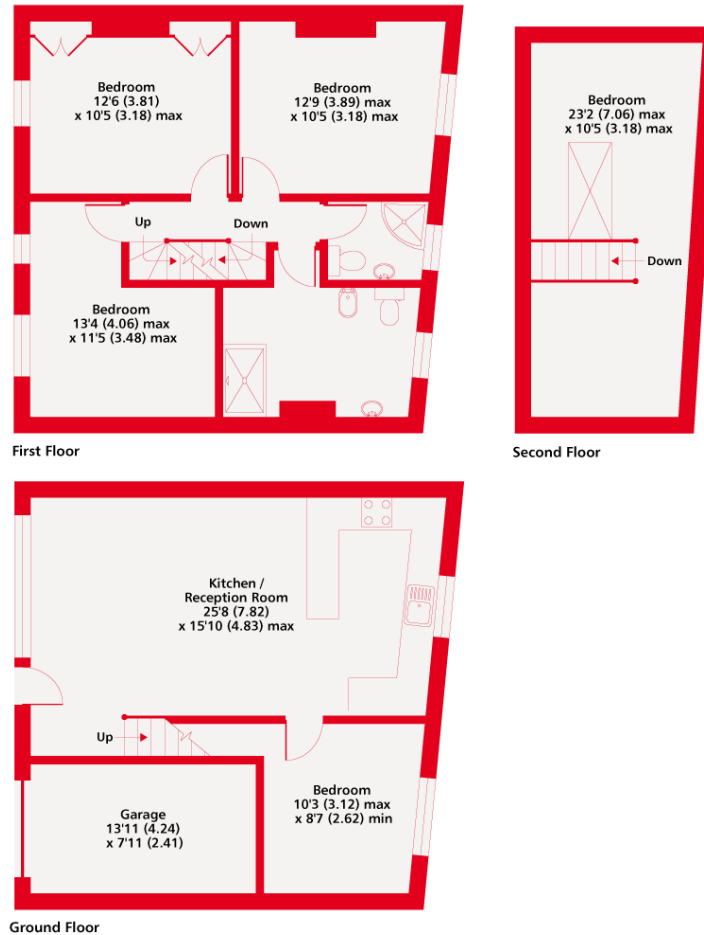 Bedroom
12'6 (3.81)
x 10'5 (3.18) max
Bedroom
12'9 (3.89) max
x 10'5 (3.18) max
Bedroom
23'2 (7.06) max
x 10'5 (3.18) max
Up
Down
Down
Bedroom
13'4 (4.06) max
x 11'5 (3.48) max
First Floor
Second Floor
Kitchen /
Reception Room
25'8 (7.82)
x 15'10 (4.83) max
Up
Bedroom
10'3 (3.12) max
x 8'7 (2.62) min
Garage
13'11 (4.24)
x 7'11 (2.41)
Ground Floor